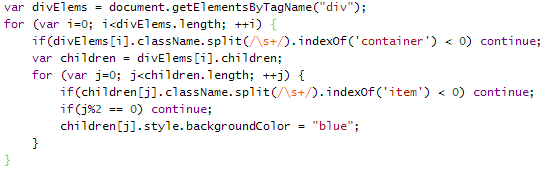 var divElems = document.getElementsByTagName("div");
for (var i=0; i<divElems.length; ++i) {
    if(divElems[i].className.split(/\s+/).indexOf('container') < 0) continue;
    var children = divElems[i].children;
    for (var j=0; j<children.length; ++j) {
        if(children[j].className.split(/\s+/).indexOf('item') < 0) continue;
        if(j%2 == 0) continue;
        children[j].style.backgroundColor = "blue";
    }
}